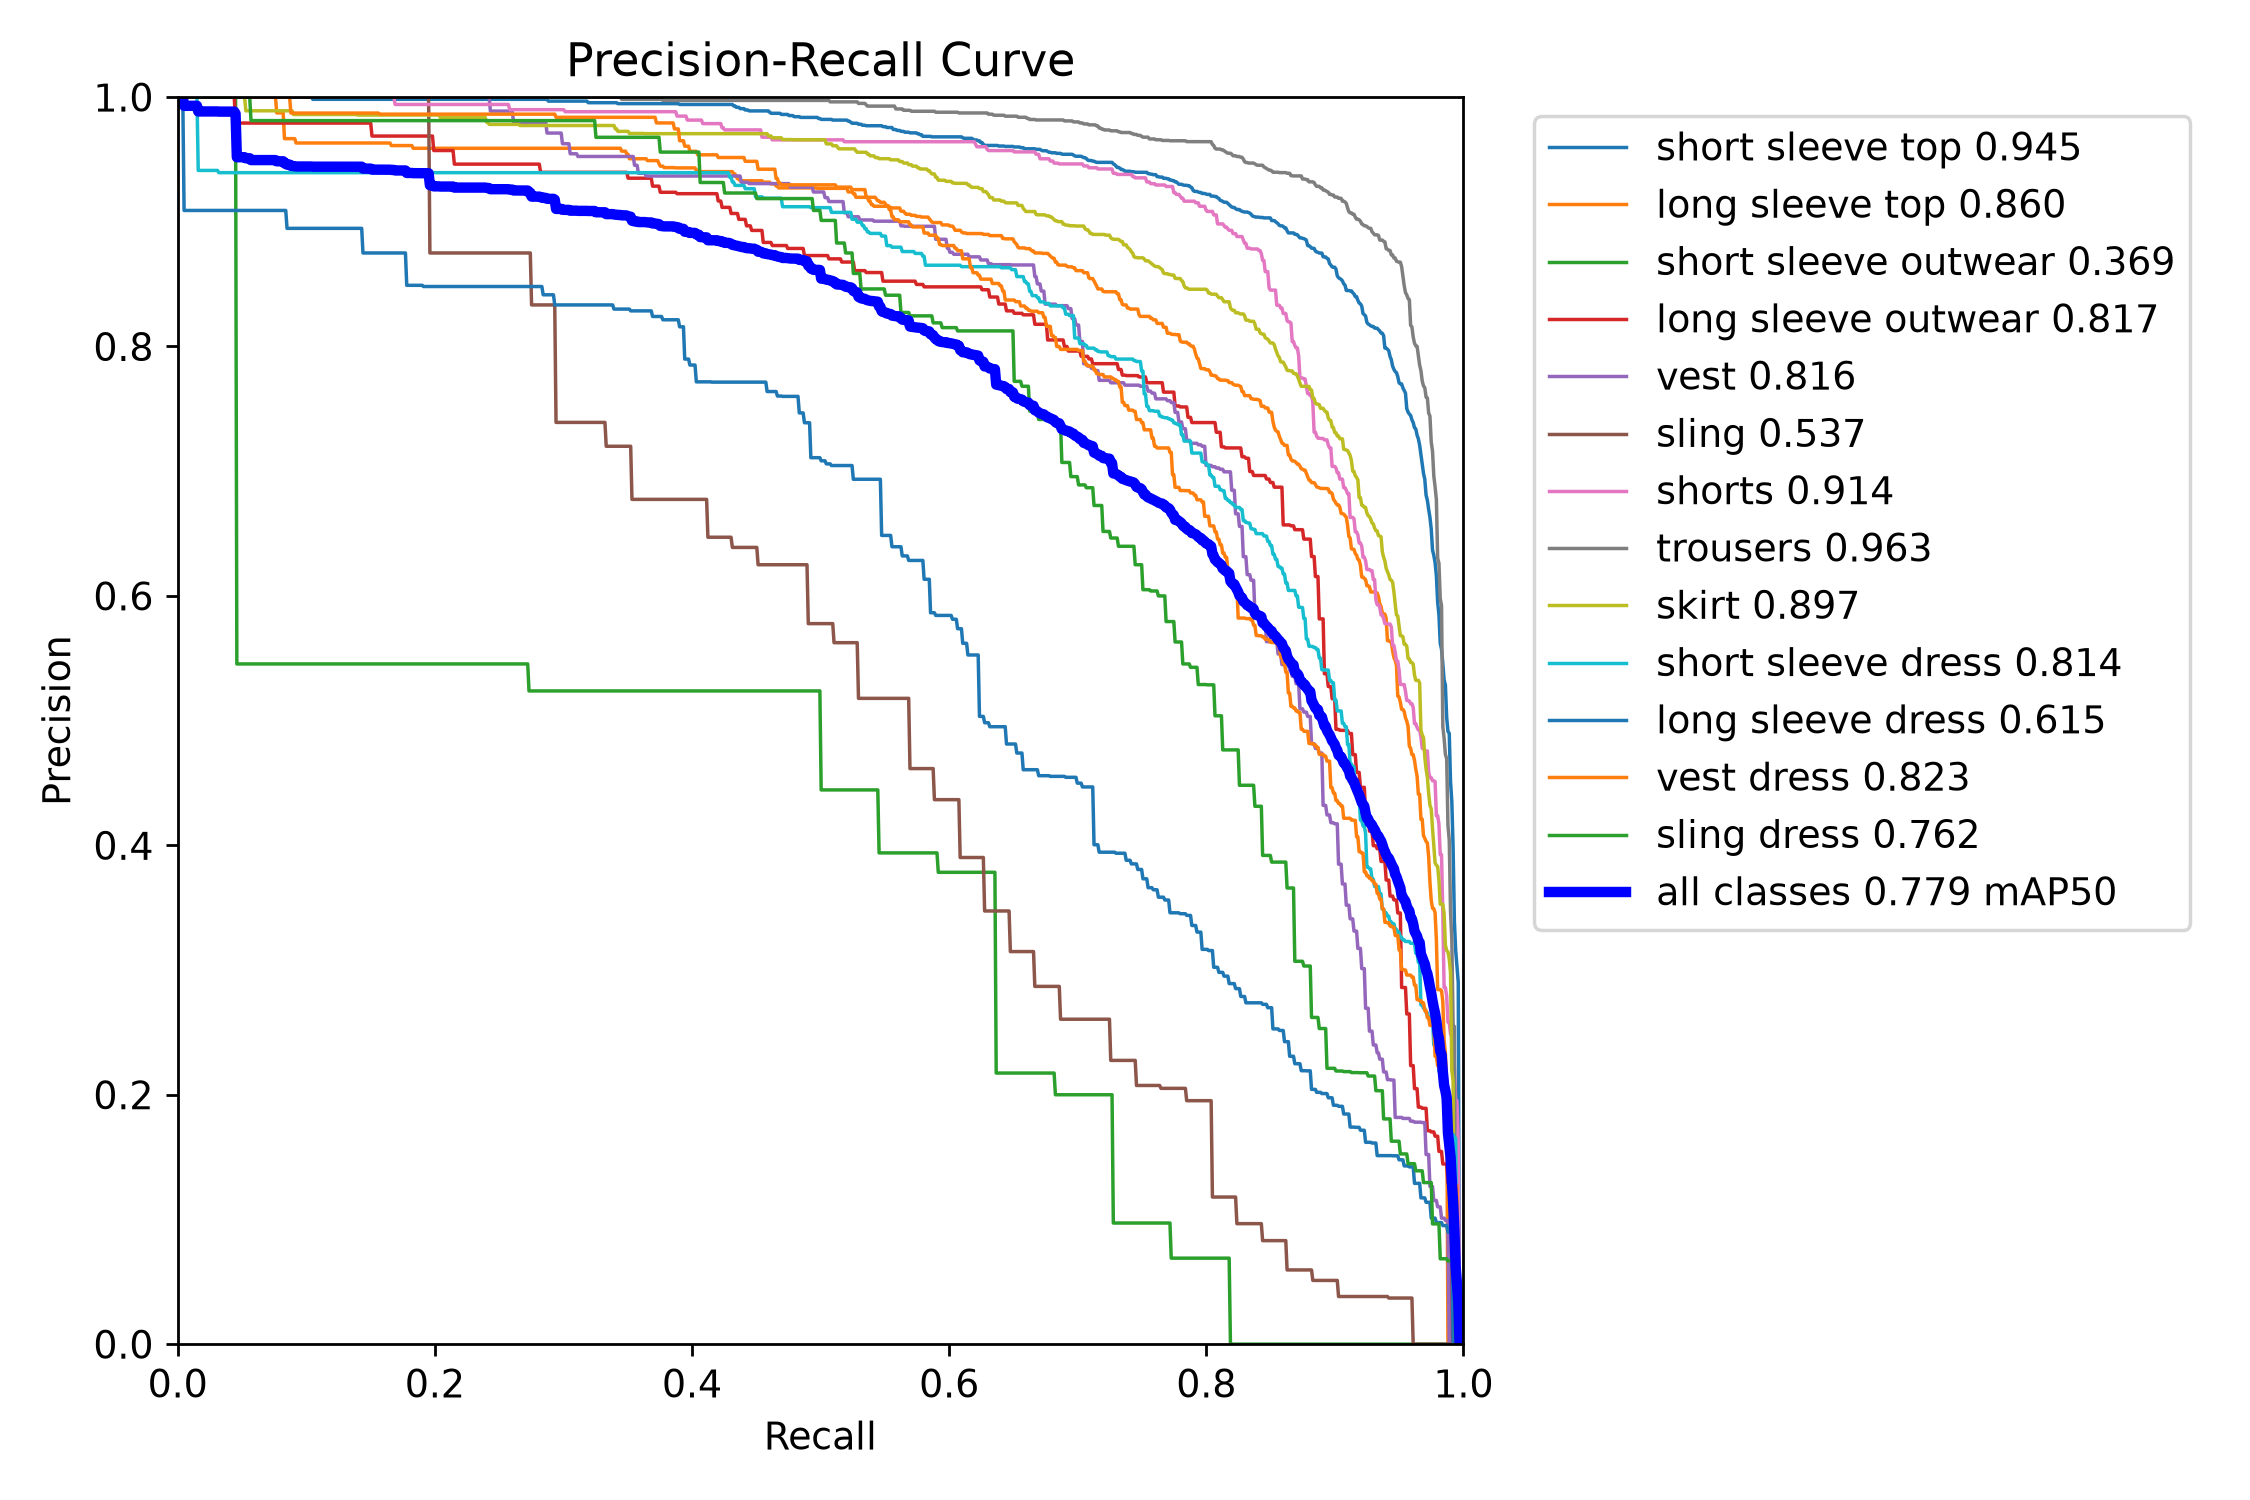 Precision-Recall Curve
1.0
0.8
0.6
0.4
0.2
0.0
Precision
0.0 0.2 0.4 0.6 0.8 1.0
Recall
short sleeve top 0.945
long sleeve top 0.860
short sleeve outwear 0.369
long sleeve outwear 0.817
vest 0.816
sling 0.537
shorts 0.914
trousers 0.963
skirt 0.897
short sleeve dress 0.814
long sleeve dress 0.615
vest dress 0.823
sling dress 0.762
all classes 0.779 mAP50